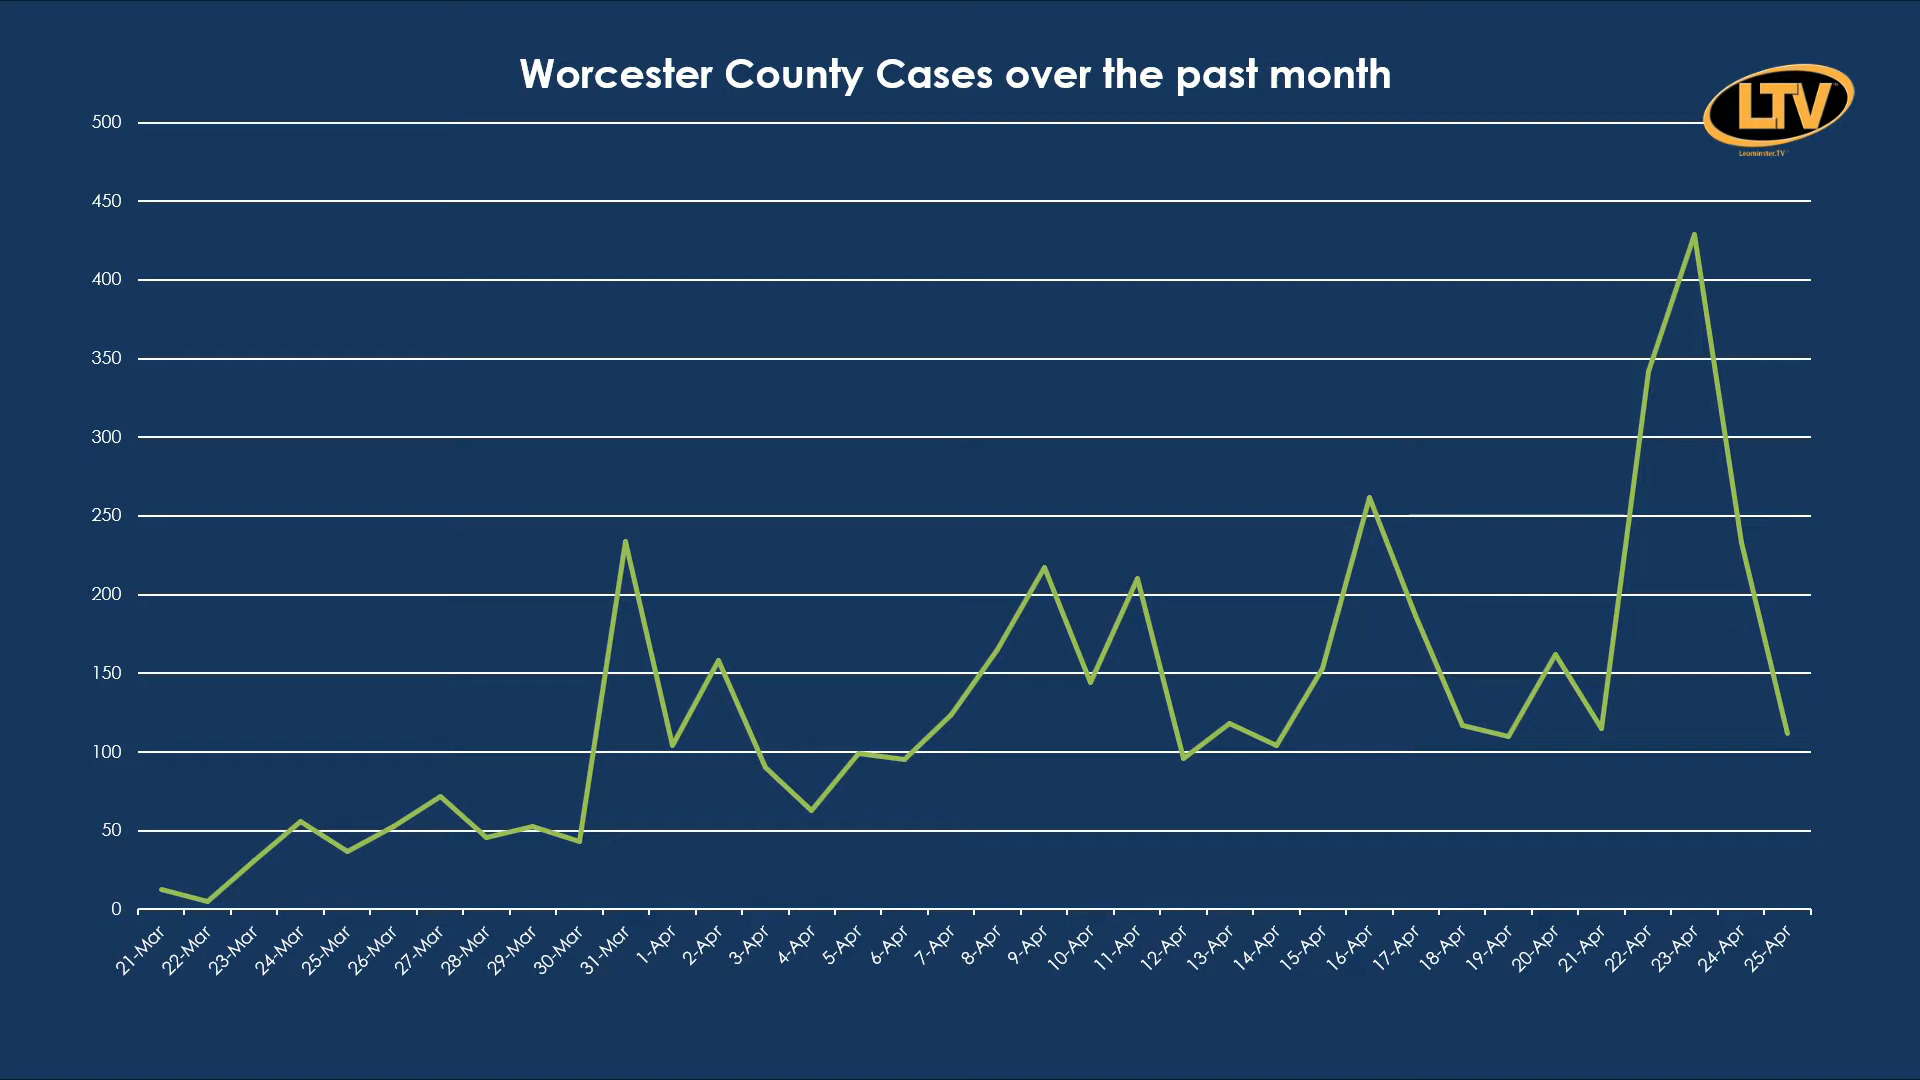 Worcester County Cases over the past month
LTV
Leominster.TV
500
450
400
350
300
250
200
150
100
50
0
21-Mar
22-Mar
23-Mar
24-Mar
25-Mar
26-Mar
27-Mar
28-Mar
29-Mar
30-Mar
31-Mar
1-Apr
2-Apr
3-Apr
4-Apr
5-Apr
6-Apr
7-Apr
8-Apr
9-Apr
10-Apr
11-Apr
12-Apr
13-Apr
14-Apr
15-Apr
16-Apr
17-Apr
18-Apr
19-Apr
20-Apr
21-Apr
22-Apr
23-Apr
24-Apr
25-Apr